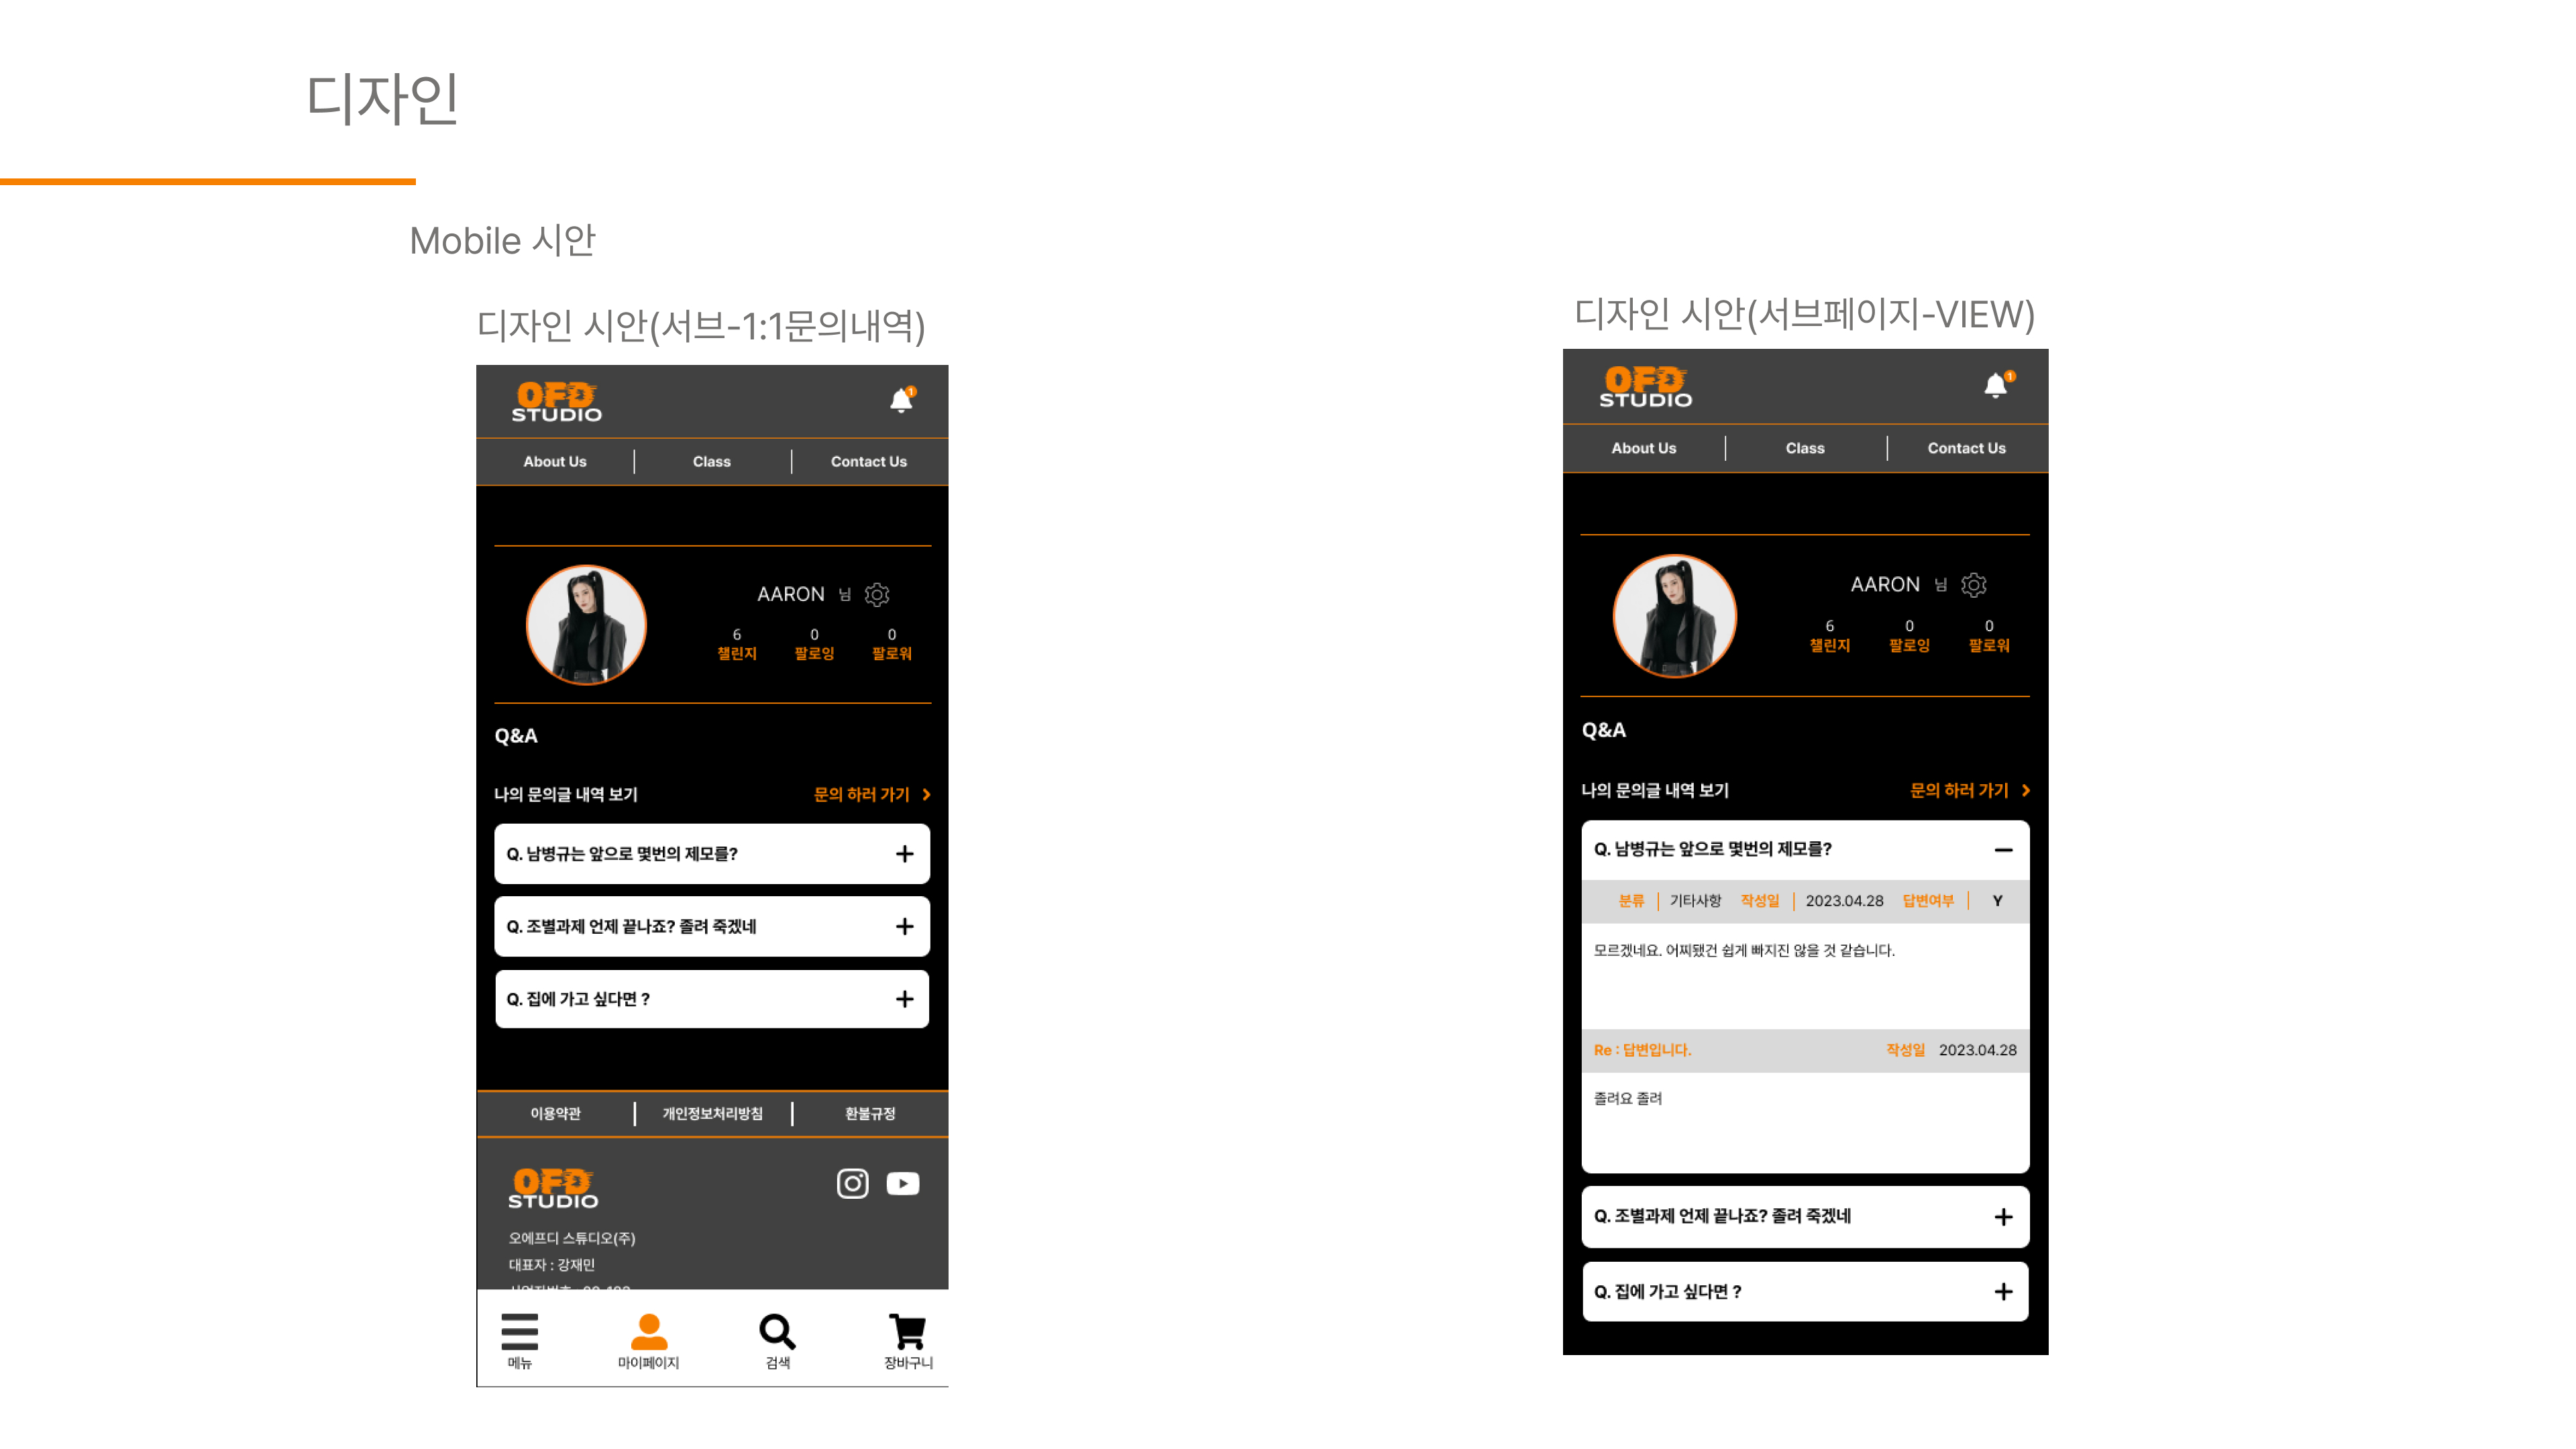 디자인
Mobile 시안
디자인 시안(서브-1:1문의내역)
OFD
STUDIO
1
About Us
Class
Contact Us
AARON 님
6
0
0
챌린지
팔로잉
팔로워
Q&A
나의 문의글 내역 보기
문의 하러 가기
Q. 남병규는 앞으로 몇번의 제모를?
Q. 조별과제 언제 끝나죠? 졸려 죽겠네
Q. 집에 가고 싶다면 ?
이용약관
개인정보처리방침
환불규정
OFD
STUDIO
오에프디 스튜디오(주)
대표자 : 강재민
메뉴
마이페이지
검색
장바구니
디자인 시안(서브페이지-VIEW)
OFD
STUDIO
1
About Us
Class
Contact Us
AARON 님
6
0
0
챌린지
팔로잉
팔로워
Q&A
나의 문의글 내역 보기
문의 하러 가기
Q. 남병규는 앞으로 몇번의 제모를?
분류 기타사항 작성일 2023.04.28 답변여부 Y
모르겠네요. 어찌됐건 쉽게 빠지진 않을 것 같습니다.
Re : 답변입니다.
작성일 2023.04.28
졸려요 졸려
Q. 조별과제 언제 끝나죠? 졸려 죽겠네
Q. 집에 가고 싶다면 ?